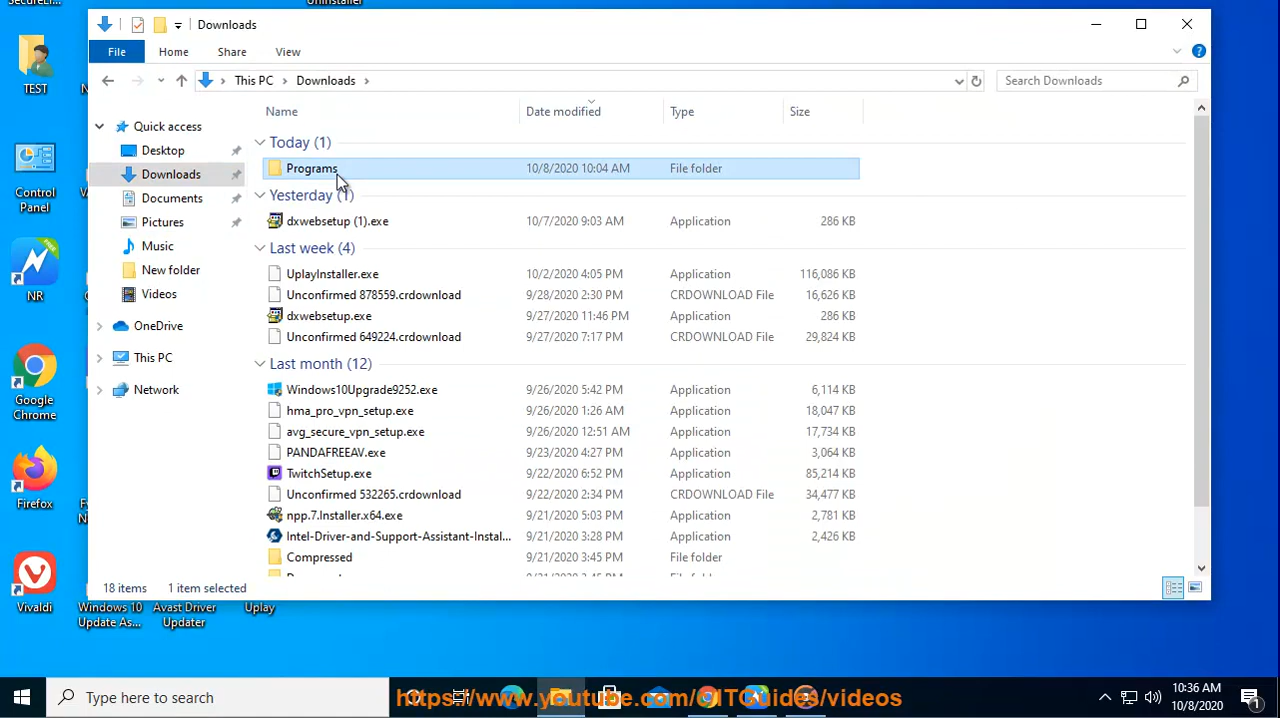 SecureLi...
Uninstaller
Downloads
File
Home
Share
View
This PC
Downloads
Search Downloads
Name
Date modified
Type
Size
Quick access
Desktop
Downloads
Documents
Pictures
Music
New folder
Videos
OneDrive
This PC
Network
Today (1)
Programs 10/8/2020 10:04 AM File folder
Yesterday (1)
dxwebsetup (1).exe 10/7/2020 9:03 AM Application 286 KB
Last week (4)
UplayInstaller.exe 10/2/2020 4:05 PM Application 116,086 KB
Unconfirmed 878559.crdownload 9/28/2020 2:30 PM CRDOWNLOAD File 16,626 KB
dxwebsetup.exe 9/27/2020 11:46 PM Application 286 KB
Unconfirmed 649224.crdownload 9/27/2020 7:17 PM CRDOWNLOAD File 29,824 KB
Last month (12)
Windows10Upgrade9252.exe 9/26/2020 5:42 PM Application 6,114 KB
hma_pro_vpn_setup.exe 9/26/2020 1:26 AM Application 18,047 KB
avg_secure_vpn_setup.exe 9/26/2020 12:51 AM Application 17,734 KB
PANDAFREEAV.exe 9/23/2020 4:27 PM Application 3,064 KB
TwitchSetup.exe 9/22/2020 6:52 PM Application 85,214 KB
Unconfirmed 532265.crdownload 9/22/2020 2:34 PM CRDOWNLOAD File 34,477 KB
npp.7.Installer.x64.exe 9/21/2020 5:03 PM Application 2,781 KB
Intel-Driver-and-Support-Assistant-Instal... 9/21/2020 3:28 PM Application 2,426 KB
Compressed 9/21/2020 3:45 PM File folder
18 items
1 item selected
TEST
Control
Panel
FREE
NR
Google
Chrome
Firefox
Vivaldi
Windows 10
Update As...
Avast Driver
Updater
Uplay
Type here to search
https://www.youtube.com/@ITGuides/videos
10:36 AM
10/8/2020
1